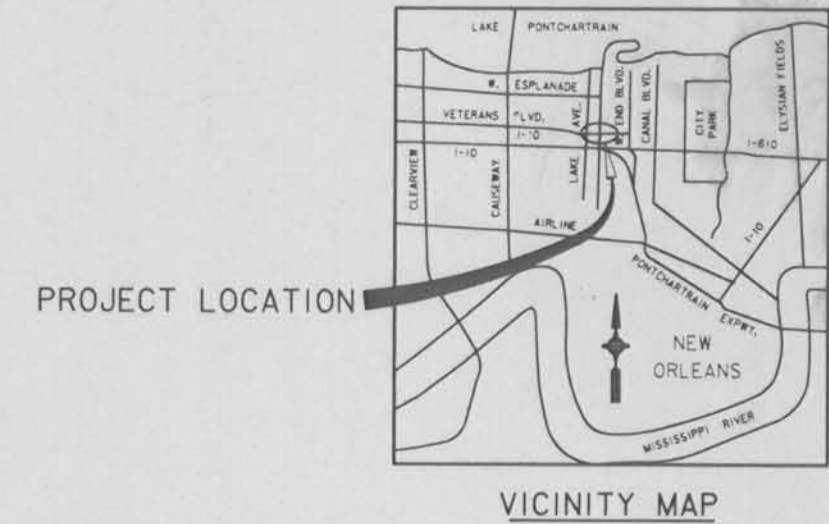 LAKE PONTCHARTRAIN
W. ESPLANADE
VETERANS BLVD.
I-10
I-10
AVE.
LAKE
END BLVD.
CANAL BLVD.
CITY
PARK
ELYSIAN FIELDS
I-610
CLEARVIEW
CAUSEWAY
AIRLINE
I-10
PONTCHARTRAIN EXPWY.
PROJECT LOCATION
NEW
ORLEANS
MISSISSIPPI RIVER
VICINITY MAP